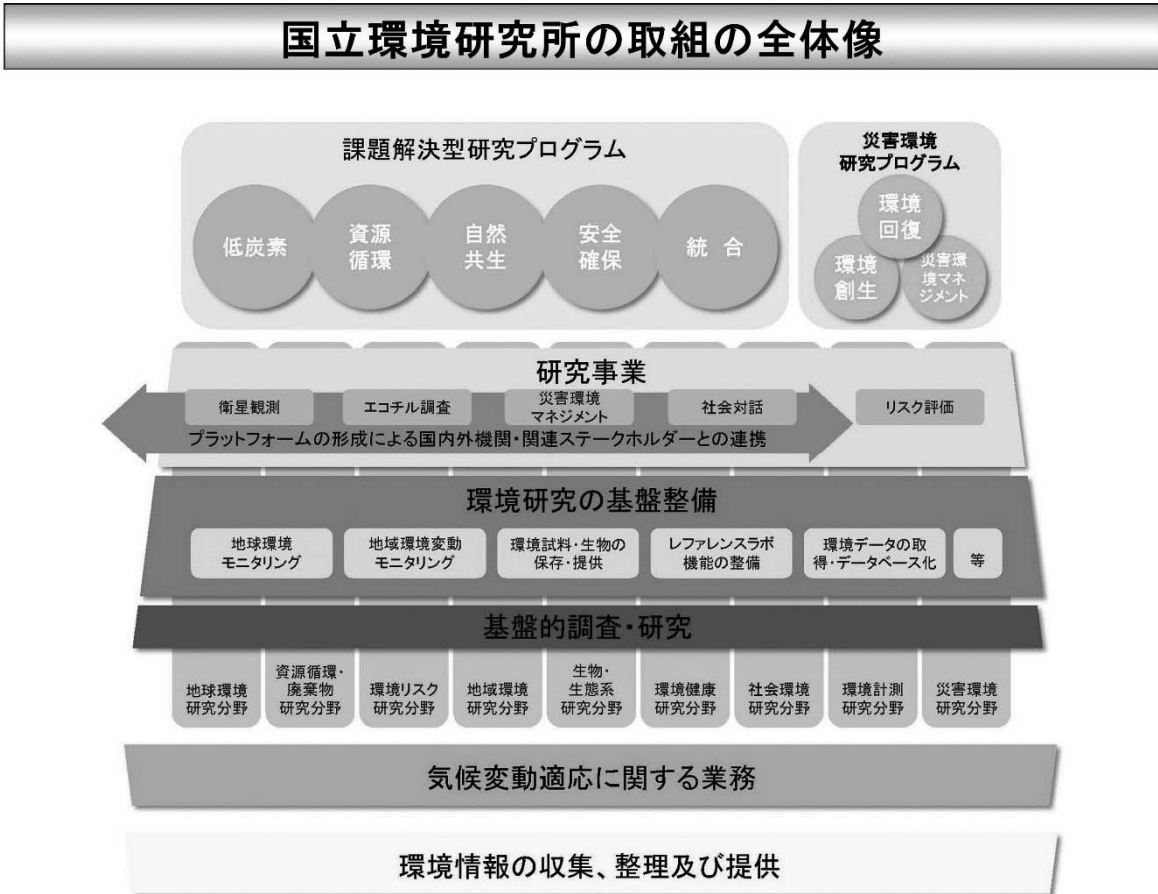 国立環境研究所の取組の全体像
課題解決型研究プログラム
低炭素
資源
循環
自然
共生
安全
確保
統 合
災害環境
研究プログラム
環境
回復
環境
創生
災害環
境マネ
ジメント
研究事業
衛星観測
エコチル調査
災害環境
マネジメント
社会対話
リスク評価
プラットフォームの形成による国内外機関・関連ステークホルダーとの連携
環境研究の基盤整備
地球環境
モニタリング
地域環境変動
モニタリング
環境試料・生物の
保存・提供
レファレンスラボ
機能の整備
環境データの取
得・データベース化
等
基盤的調査・研究
地球環境
研究分野
資源循環・
廃棄物
研究分野
環境リスク
研究分野
地域環境
研究分野
生物・
生態系
研究分野
環境健康
研究分野
社会環境
研究分野
環境計測
研究分野
災害環境
研究分野
気候変動適応に関する業務
環境情報の収集、整理及び提供